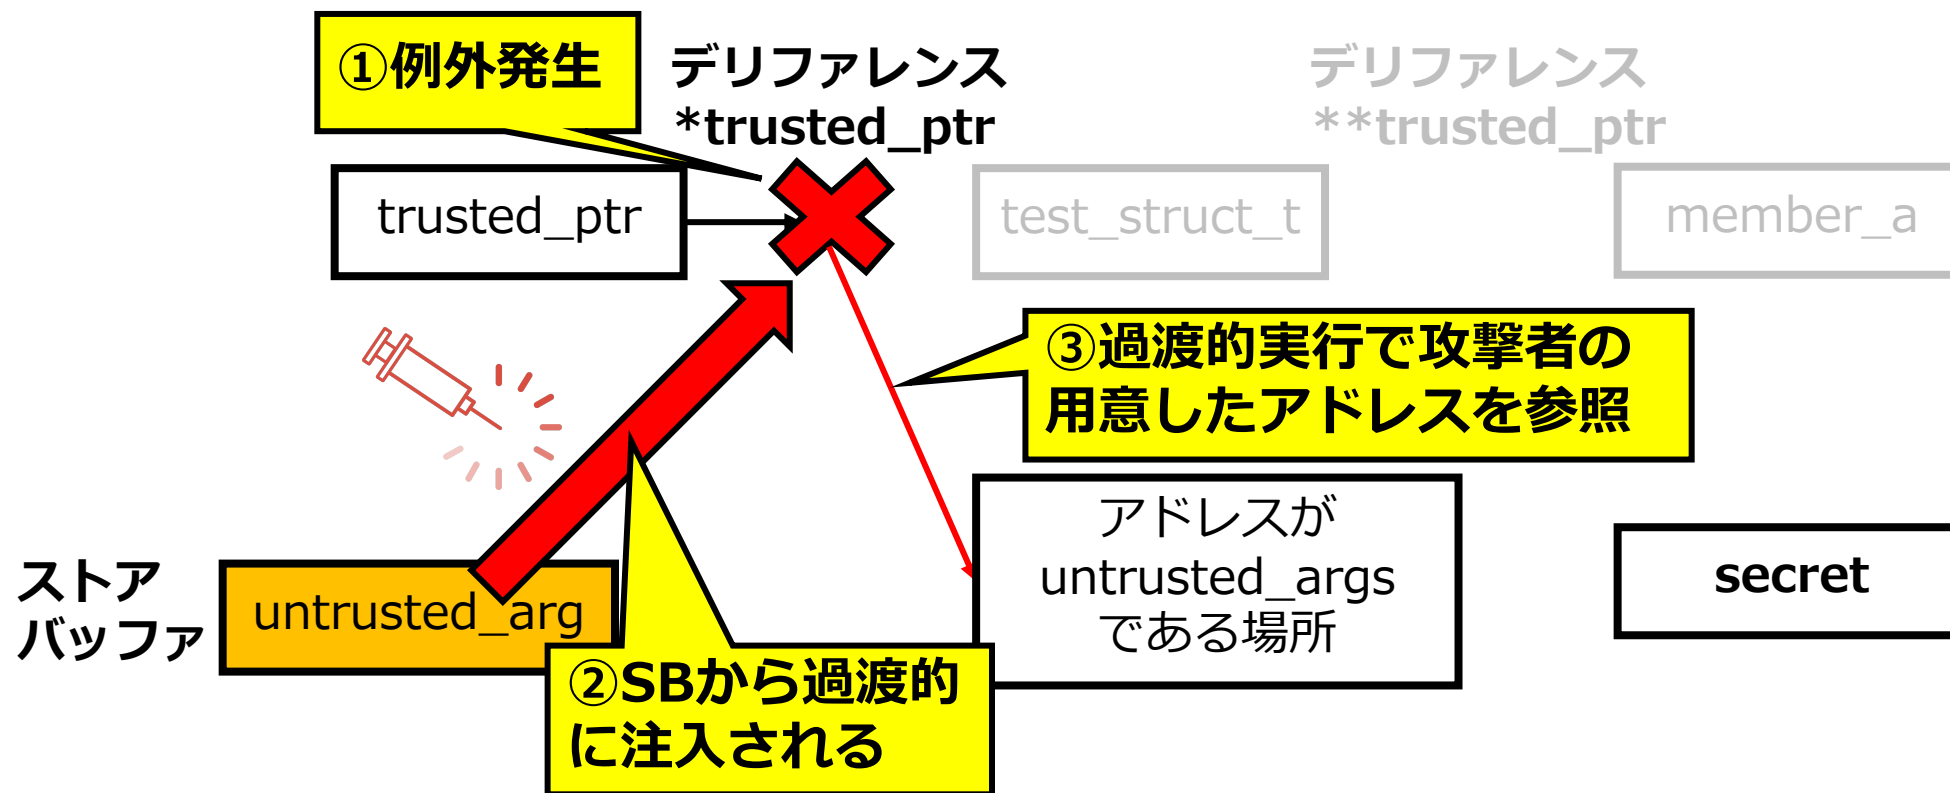 ①例外発生
デリファレンス
*trusted_ptr
デリファレンス
**trusted_ptr
trusted_ptr
test_struct_t
member_a
③過渡的実行で攻撃者の
用意したアドレスを参照
ストア
バッファ
untrusted_arg
アドレスが
untrusted_args
である場所
secret
②SBから過渡的
に注入される